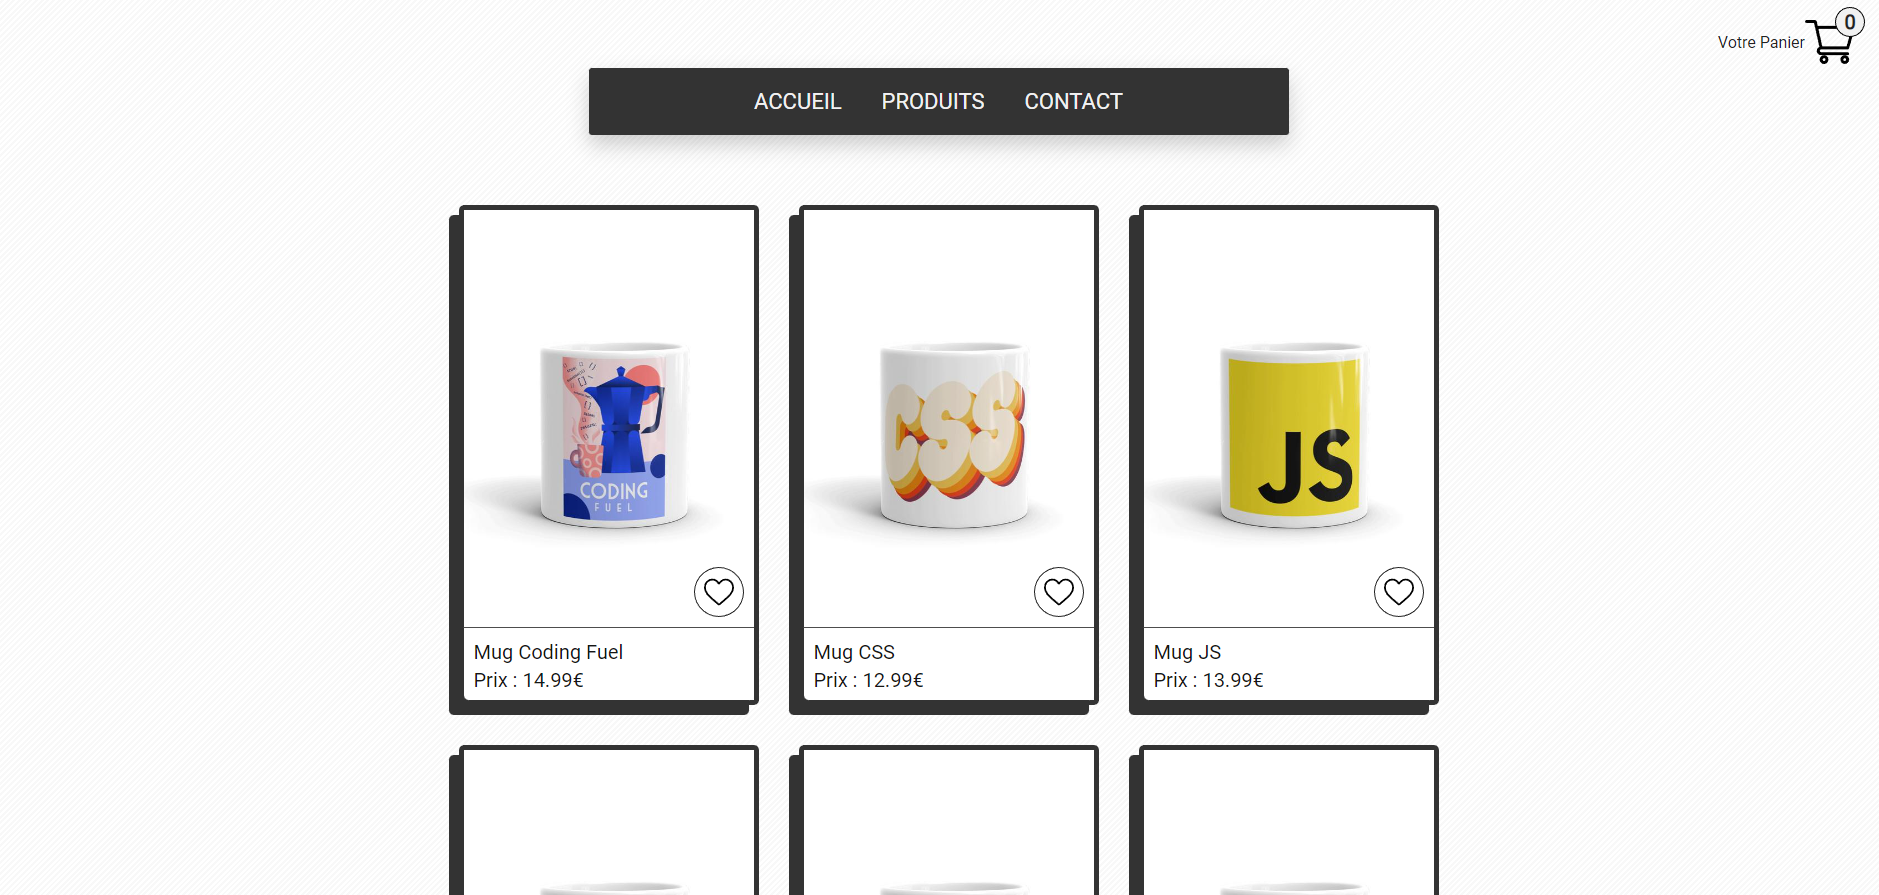 Votre Panier
0
ACCUEIL PRODUITS CONTACT
CODING
FUEL
CSS
JS
Mug Coding Fuel
Prix : 14.99€
Mug CSS
Prix : 12.99€
Mug JS
Prix : 13.99€